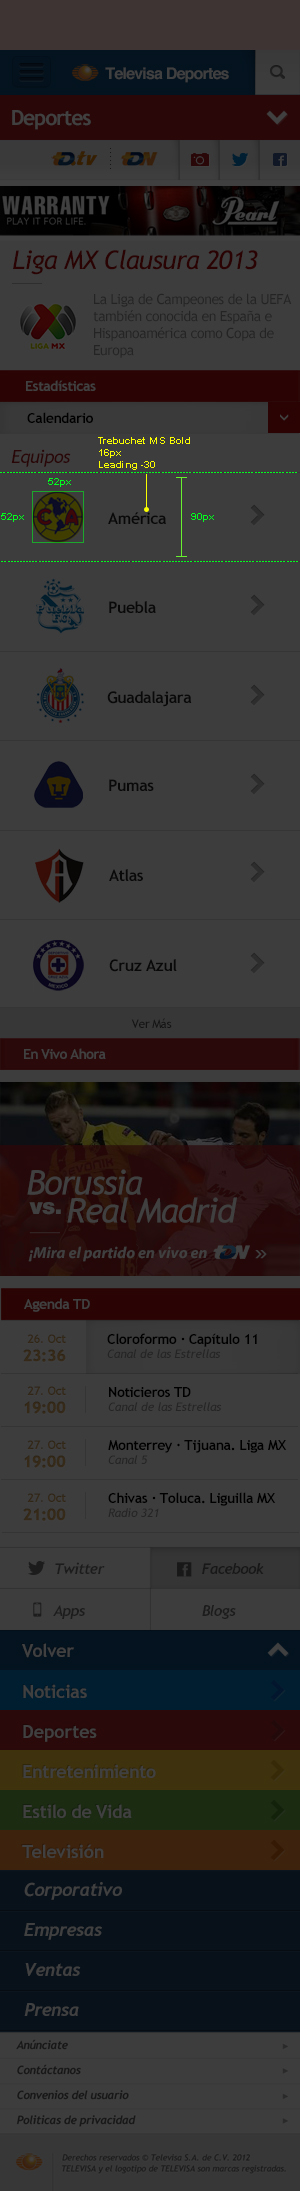 Televisa Deportes
Deportes
tD.tv
tDN
WARRANTY
PLAY IT FOR LIFE.
Pearl
Liga MX Clausura 2013
La Liga de Campeones de la UEFA
también conocida en España e
Hispanoamérica como Copa de
Europa
LIGA MX
Estadísticas
Calendario
Trebuchet MS Bold
16px
Leading -30
Equipos
52px
52px
CA
América
90px
Puebla
Guadalajara
Pumas
Atlas
Cruz Azul
Ver Más
En Vivo Ahora
Borussia
vs. Real Madrid
¡Mira el partido en vivo en tDN »
Agenda TD
26. Oct
23:36
Cloroformo · Capítulo 11
Canal de las Estrellas
27. Oct
19:00
Noticieros TD
Canal de las Estrellas
27. Oct
19:00
Monterrey · Tijuana. Liga MX
Canal 5
27. Oct
21:00
Chivas · Toluca. Liguilla MX
Radio 321
Twitter
Facebook
Apps
Blogs
Volver
Noticias
Deportes
Entretenimiento
Estilo de Vida
Televisión
Corporativo
Empresas
Ventas
Prensa
Anúnciate
Contáctanos
Convenios del usuario
Políticas de privacidad
Derechos reservados © Televisa S.A. de C.V. 2012
TELEVISA y el logotipo de TELEVISA son marcas registradas.